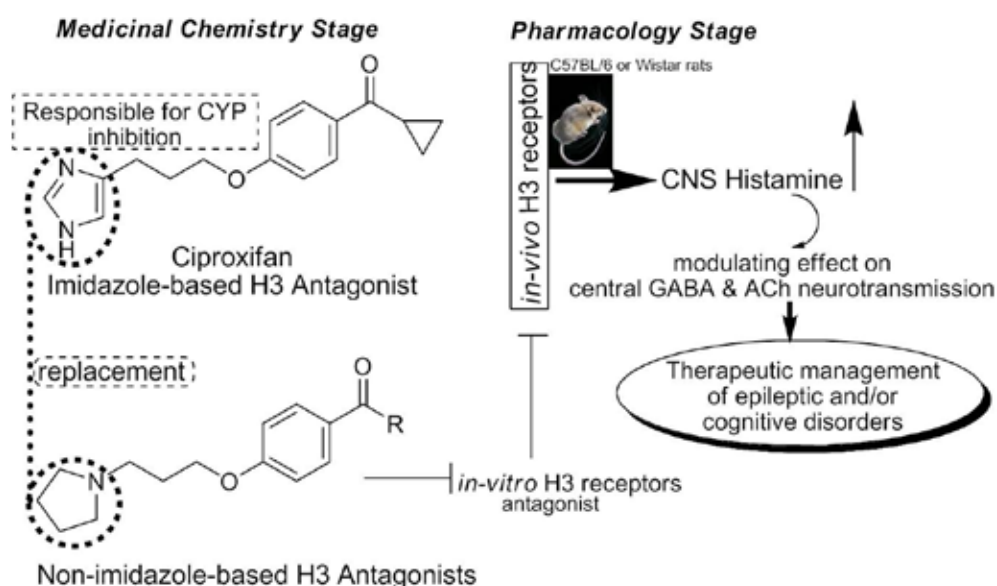 Medicinal Chemistry Stage
Responsible for CYP
inhibition
O
N
N
H
O
Ciproxifan
Imidazole-based H3 Antagonist
replacement
O
R
N
O
Non-imidazole-based H3 Antagonists
Pharmacology Stage
C57BL/6 or Wistar rats
in-vivo H3 receptors
CNS Histamine
modulating effect on
central GABA & ACh neurotransmission
Therapeutic management
of epileptic and/or
cognitive disorders
in-vitro H3 receptors
antagonist